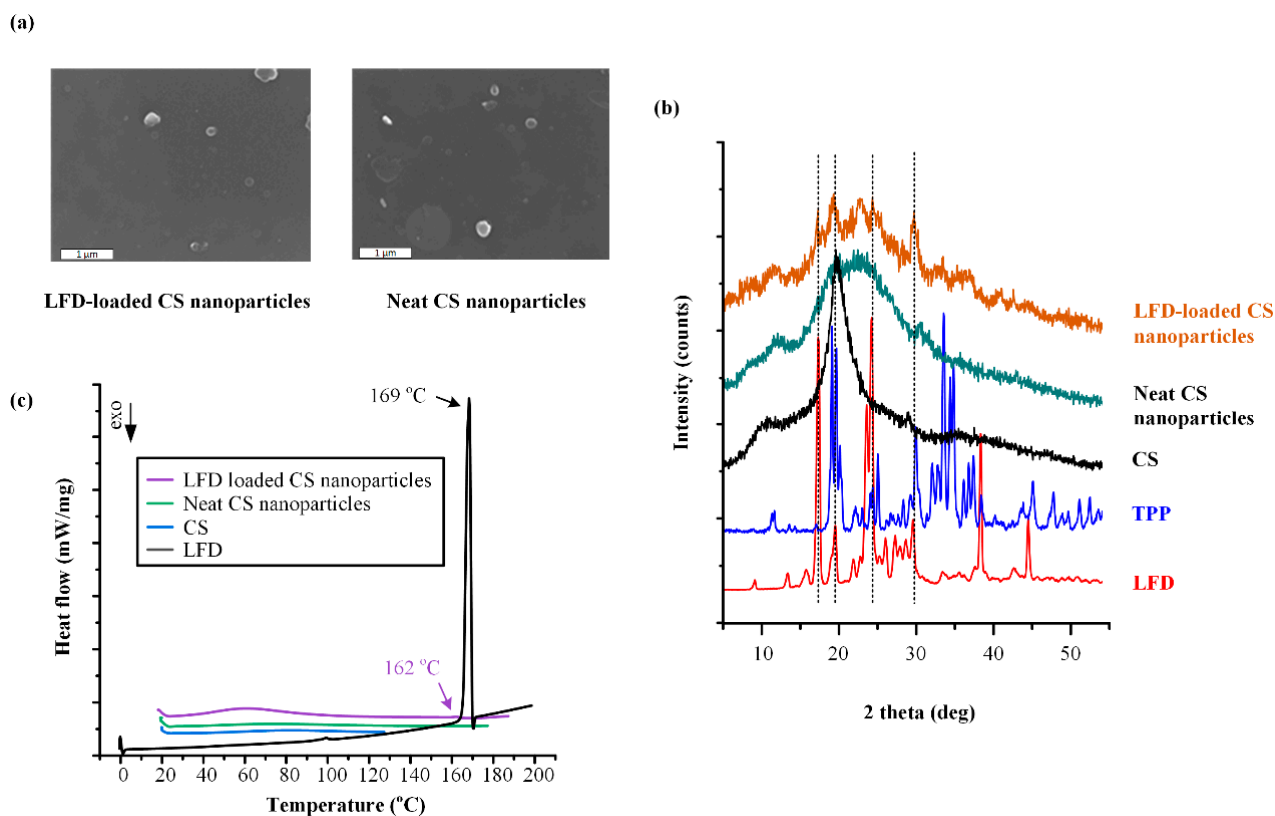 (a)
1 µm
1 µm
LFD-loaded CS nanoparticles
Neat CS nanoparticles
(b)
Intensity (counts)
LFD-loaded CS
nanoparticles
Neat CS
nanoparticles
CS
TPP
LFD
10
20
30
40
50
2 theta (deg)
(c)
exo
169 °C
LFD loaded CS nanoparticles
Neat CS nanoparticles
CS
LFD
162 °C
Heat flow (mW/mg)
0
20
40
60
80
100
120
140
160
180
200
Temperature (°C)